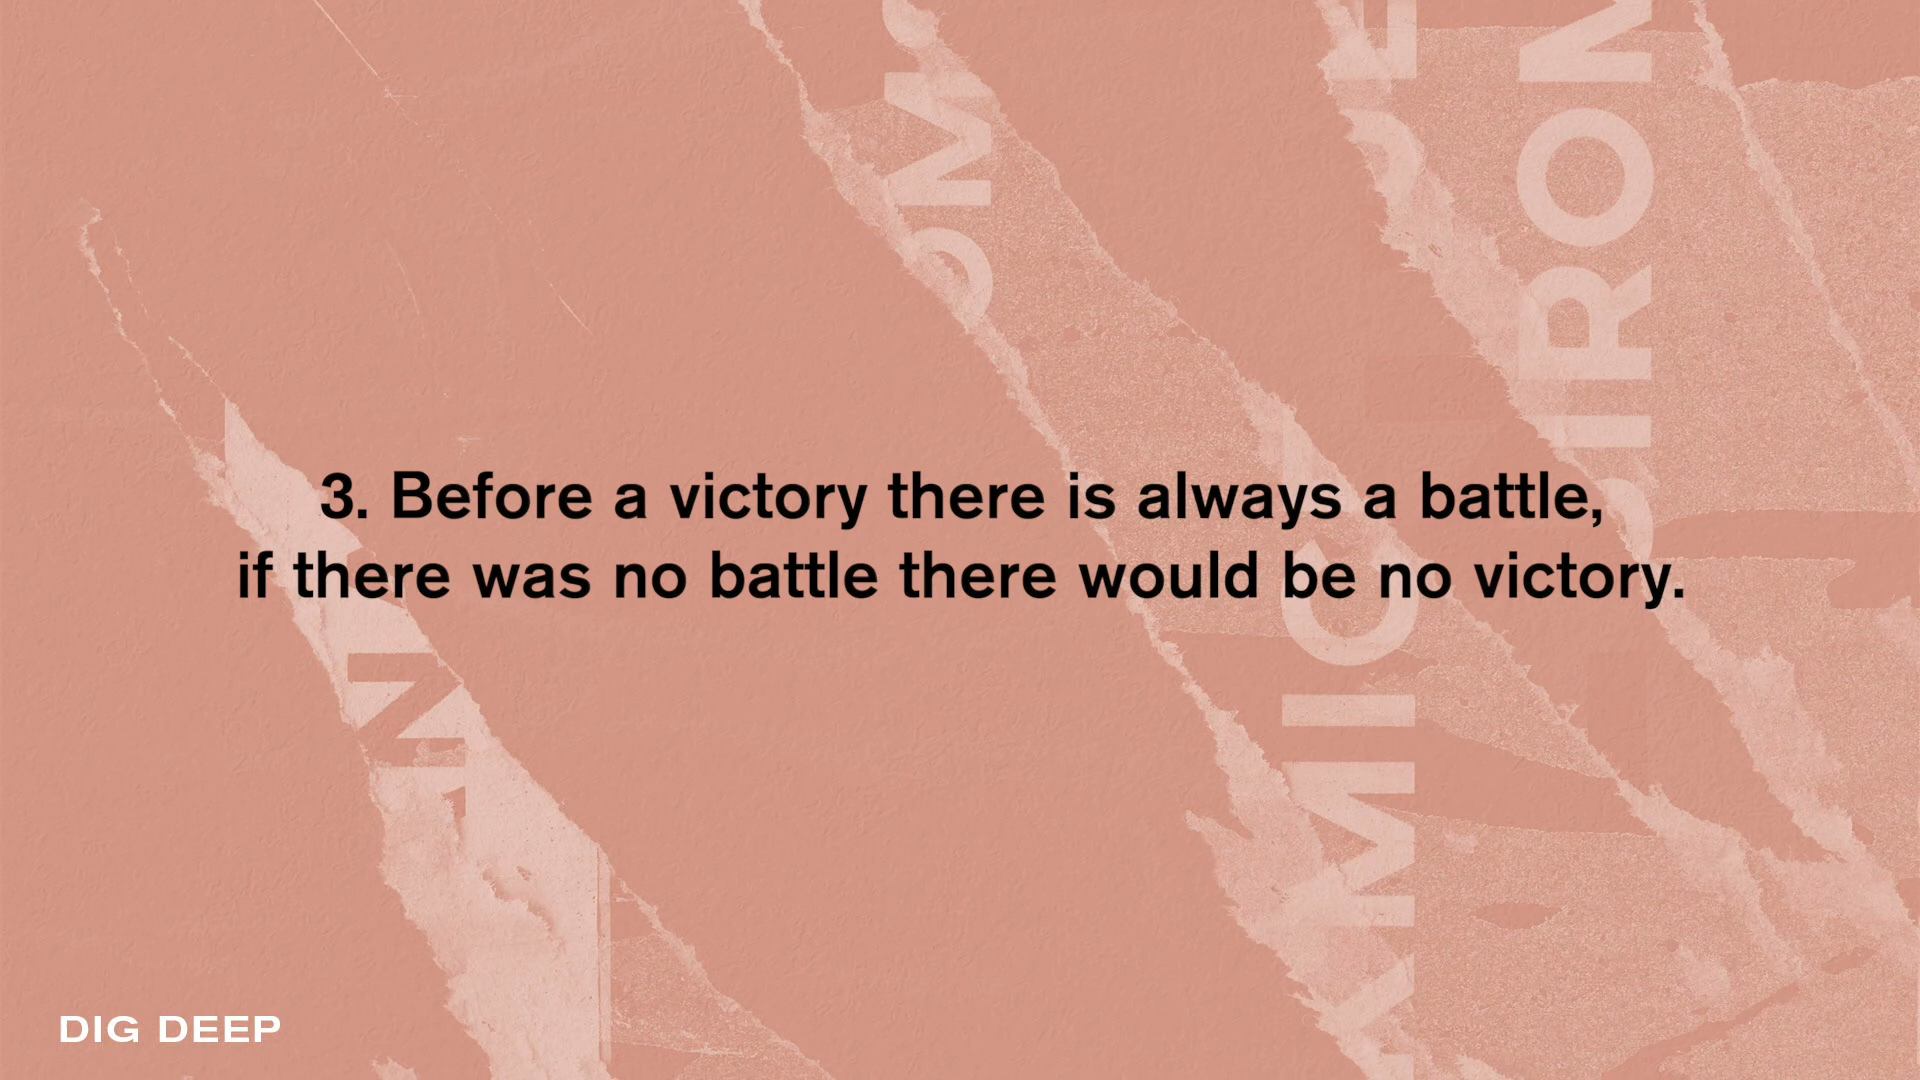 3. Before a victory there is always a battle,
if there was no battle there would be no victory.
DIG DEEP